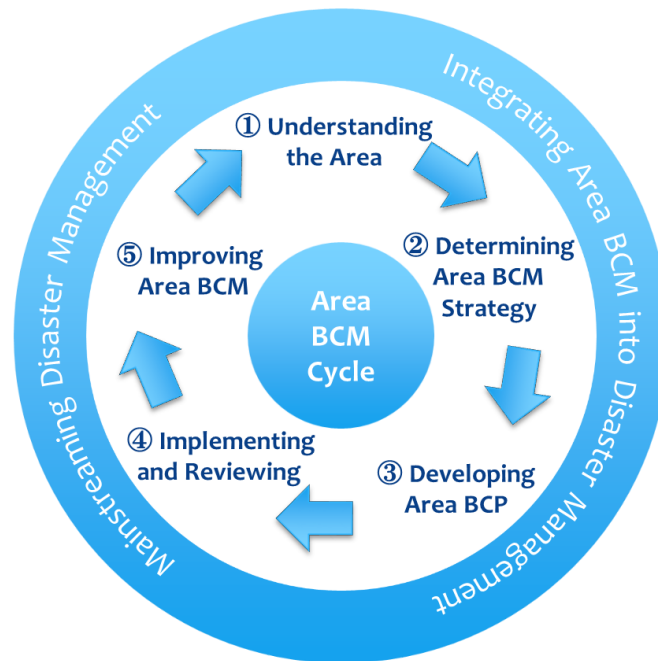 Mainstreaming Disaster Management
Integrating Area BCM into Disaster Management
① Understanding
the Area
② Determining
Area BCM
Strategy
③ Developing
Area BCP
④ Implementing
and Reviewing
⑤ Improving
Area BCM
Area
BCM
Cycle